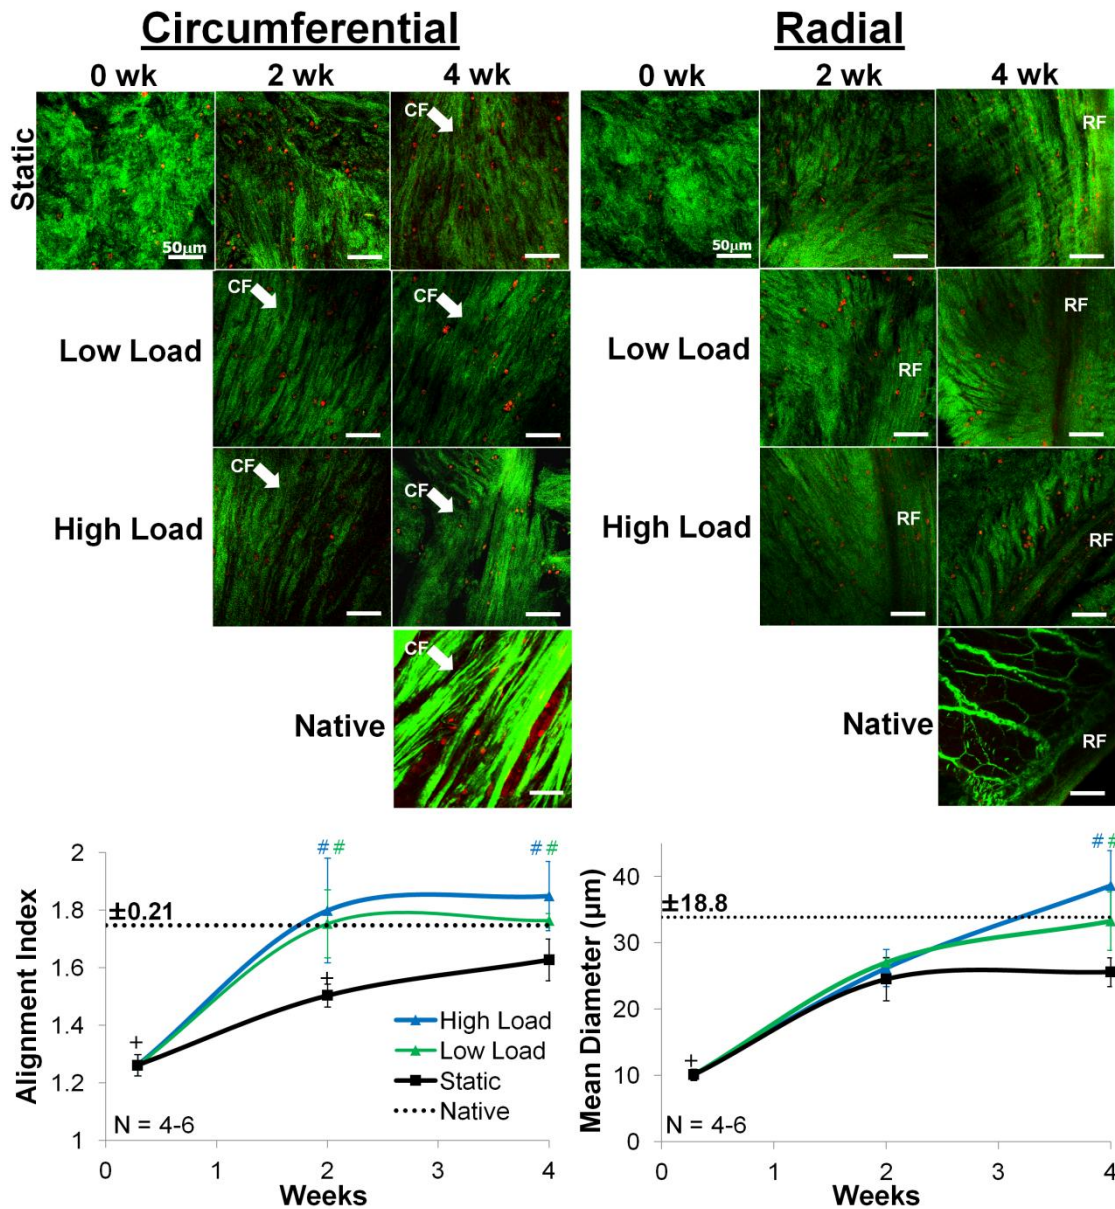 Circumferential Radial
0 wk 2 wk 4 wk 0 wk 2 wk 4 wk
Static
CF
RF
50µm
50µm
CF
CF
RF
Low Load
Low Load
RF
CF
CF
High Load
High Load
RF
RF
CF
Native
Native
RF
2
1.8
1.6
1.4
1.2
1
Alignment Index
# #
# #
±0.21
+
+
High Load
Low Load
Static
Native
N = 4-6
0 1 2 3 4
Weeks
40
30
20
10
0
Mean Diameter (µm)
# #
±18.8
+
N = 4-6
0 1 2 3 4
Weeks